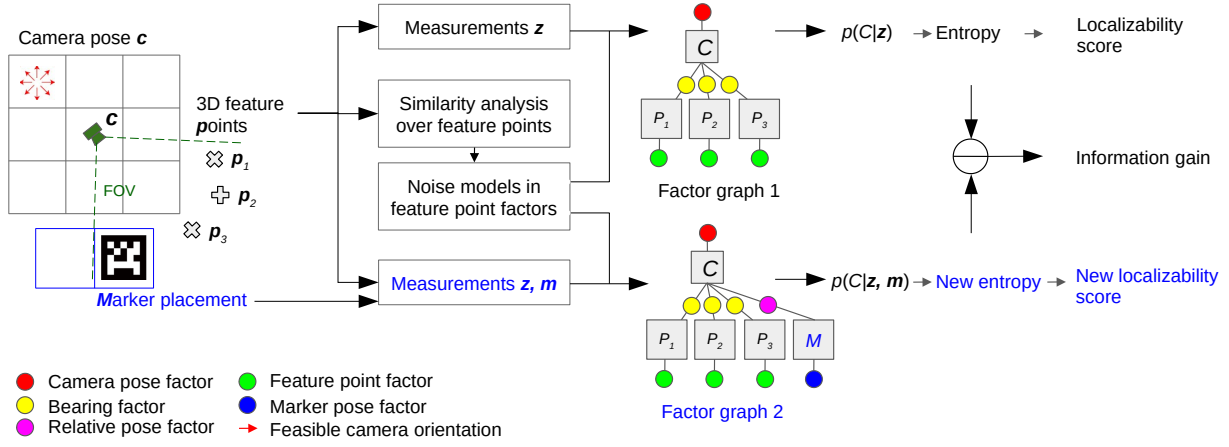 Camera pose c
c
3D feature
points
p1
p2
p3
FOV
Marker placement
Measurements z
Similarity analysis
over feature points
Noise models in
feature point factors
Measurements z, m
C
P1 P2 P3
Factor graph 1
C
P1 P2 P3 M
Factor graph 2
p(C|z) Entropy Localizability
score
Information gain
p(C|z, m) New entropy New localizability
score
Camera pose factor
Bearing factor
Relative pose factor
Feature point factor
Marker pose factor
Feasible camera orientation